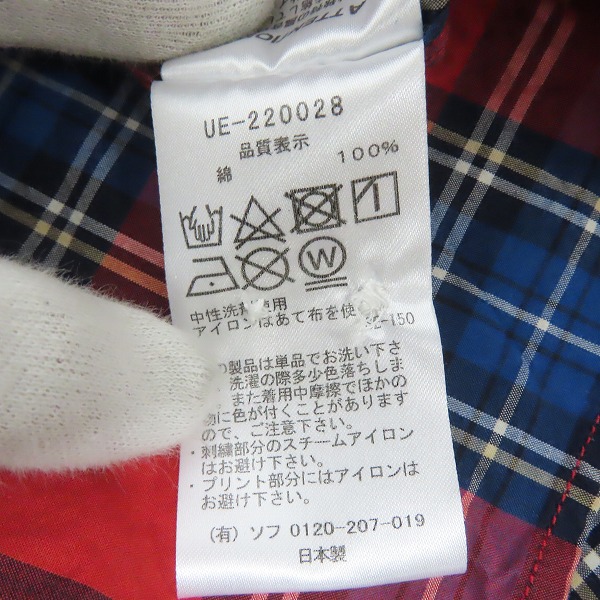 UE-220028
品質表示
綿 100%
W
中性洗 使用
アイロンはあて布を使 SE-150
の製品は単品でお洗い下さ
洗濯の際多少色落ちしま
また着用中摩擦でほかの
物に色が付くことがあります
ので、ご注意下さい。
・刺繍部分のスチームアイロン
はお避け下さい。
・プリント部分にはアイロンは
お避け下さい。
(有) ソフ 0120-207-019
日本製